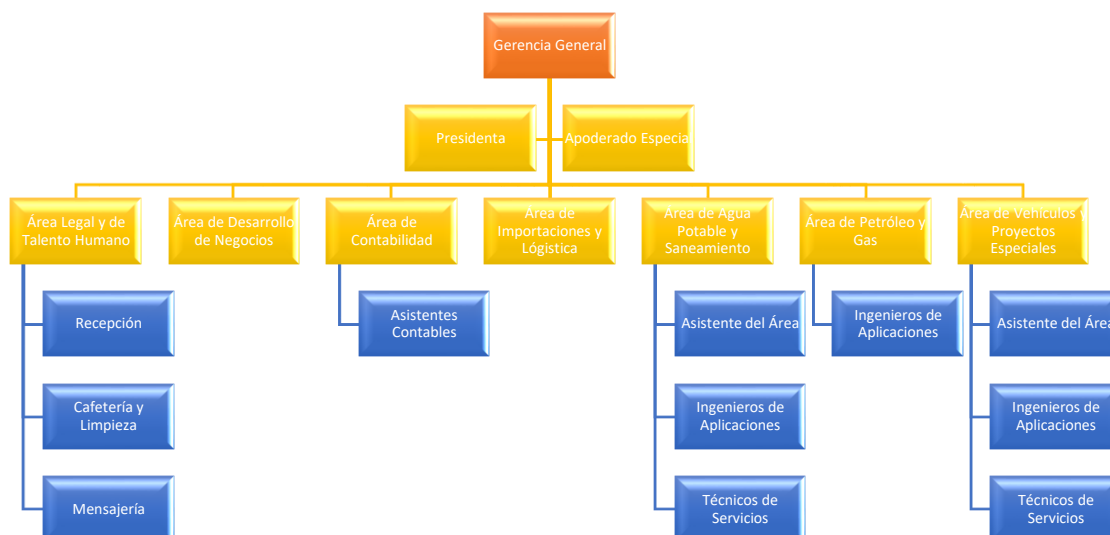 Gerencia General
Presidenta
Apoderado Especia
Área Legal y de
Talento Humano
Área de Desarrollo
de Negocios
Área de
Contabilidad
Área de
Importaciones y
Lógistica
Área de Agua
Potable y
Saneamiento
Área de Petróleo y
Gas
Área de Vehículos y
Proyectos
Especiales
Recepción
Cafetería y
Limpieza
Mensajería
Asistentes
Contables
Asistente del Área
Ingenieros de
Aplicaciones
Técnicos de
Servicios
Ingenieros de
Aplicaciones
Asistente del Área
Ingenieros de
Aplicaciones
Técnicos de
Servicios